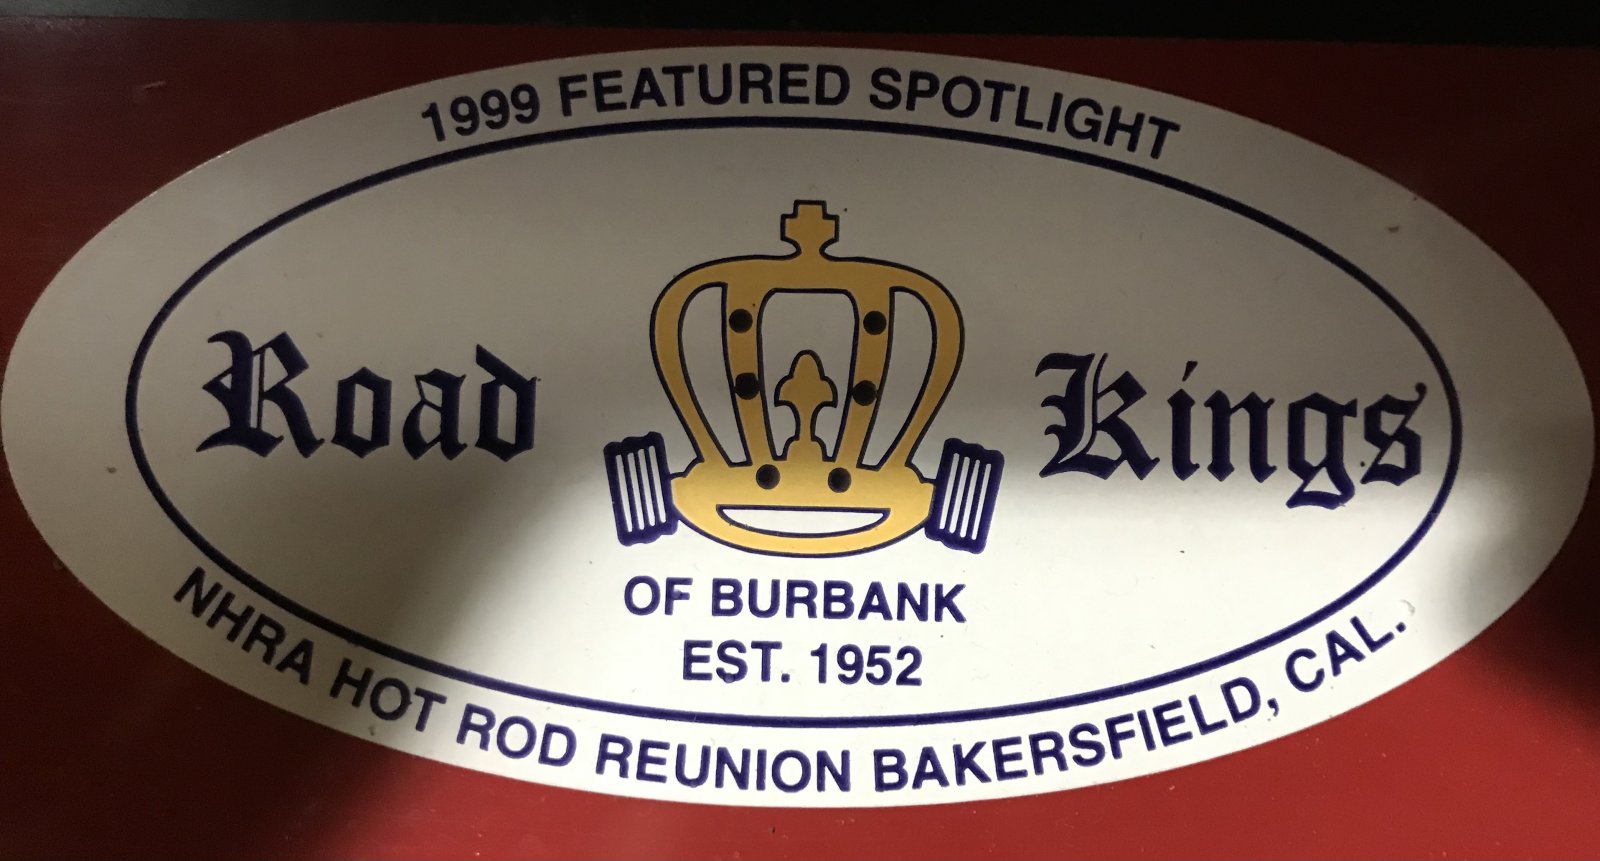 1999 FEATURED SPOTLIGHT
Road Kings
OF BURBANK
EST. 1952
NHRA HOT ROD REUNION BAKERSFIELD, CAL.